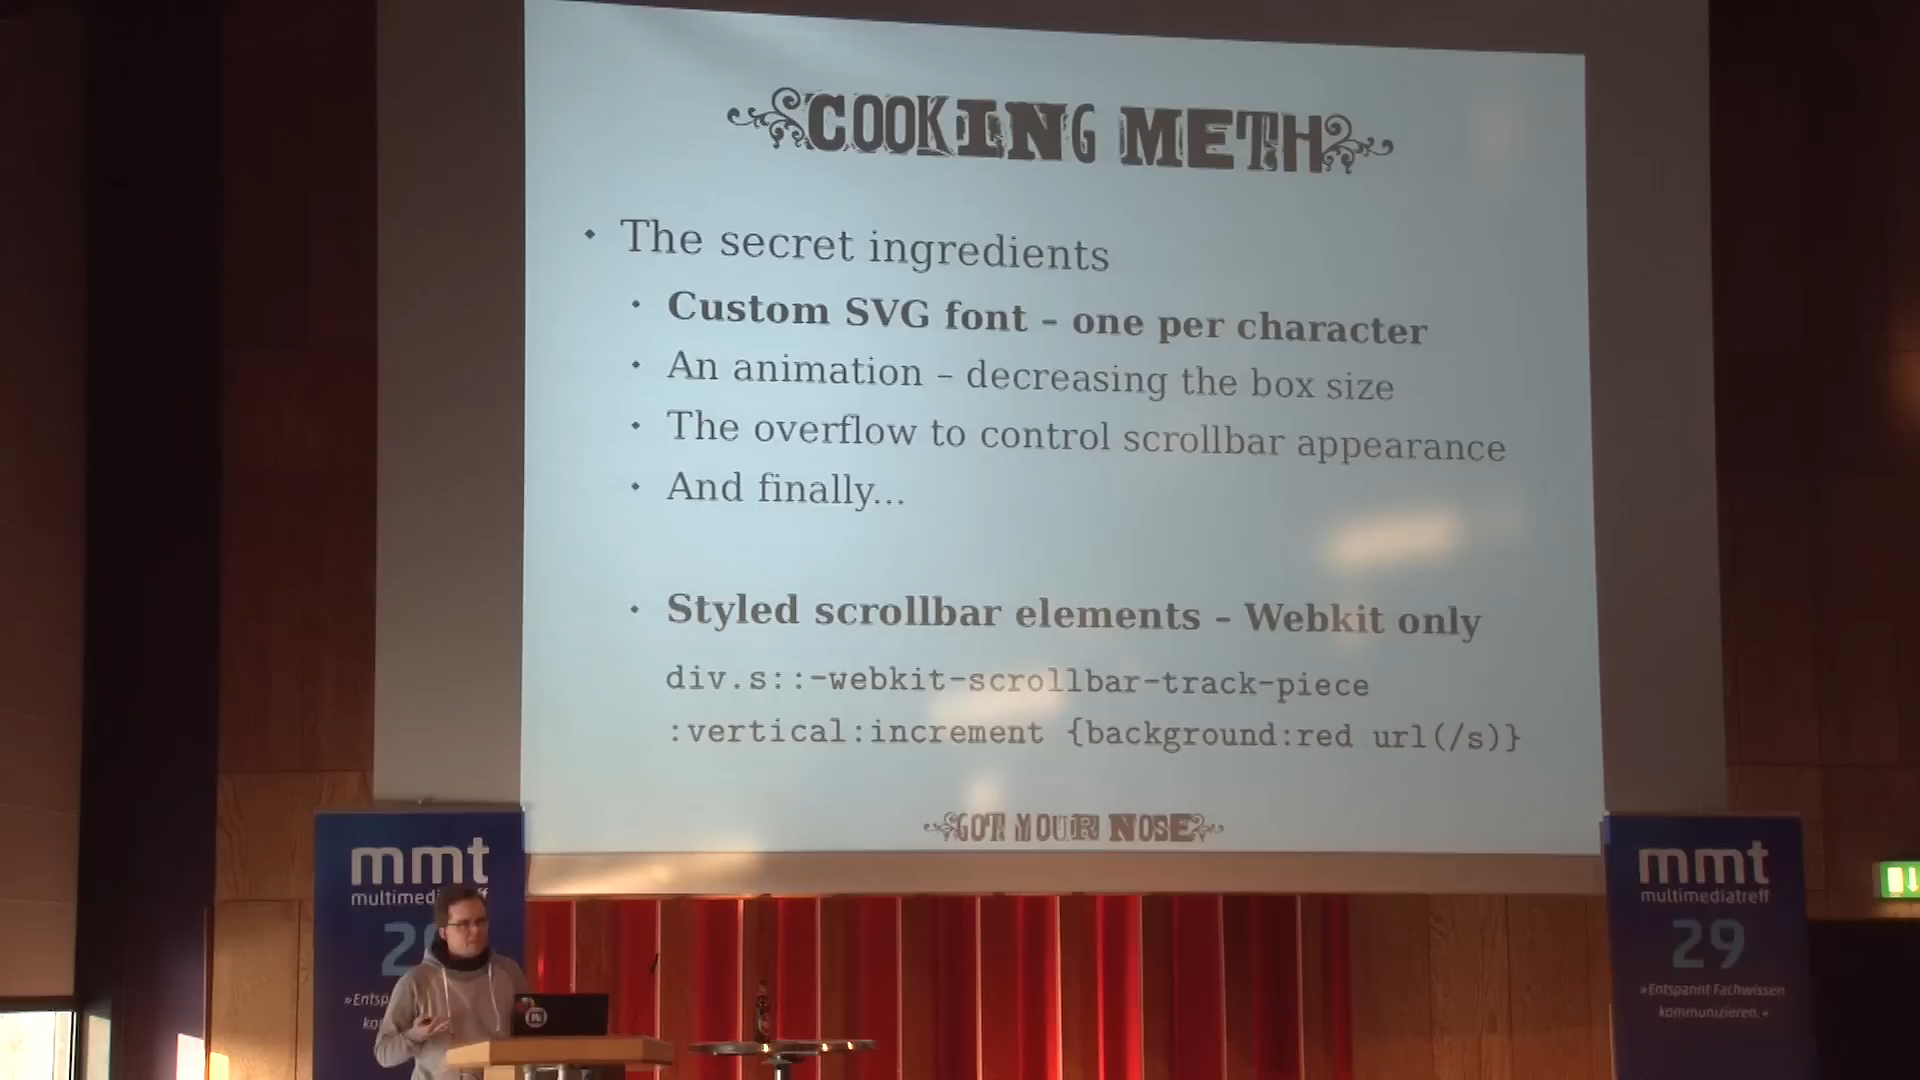 COOKING METH
• The secret ingredients
• Custom SVG font – one per character
• An animation – decreasing the box size
• The overflow to control scrollbar appearance
• And finally...
• Styled scrollbar elements – Webkit only
div.s::-webkit-scrollbar-track-piece
:vertical:increment {background:red url(/s)}
GOT YOUR NOSE
mmt
multimed
mmt
multimediatreff
29
»Entspannt Fachwissen
kommunizieren.«